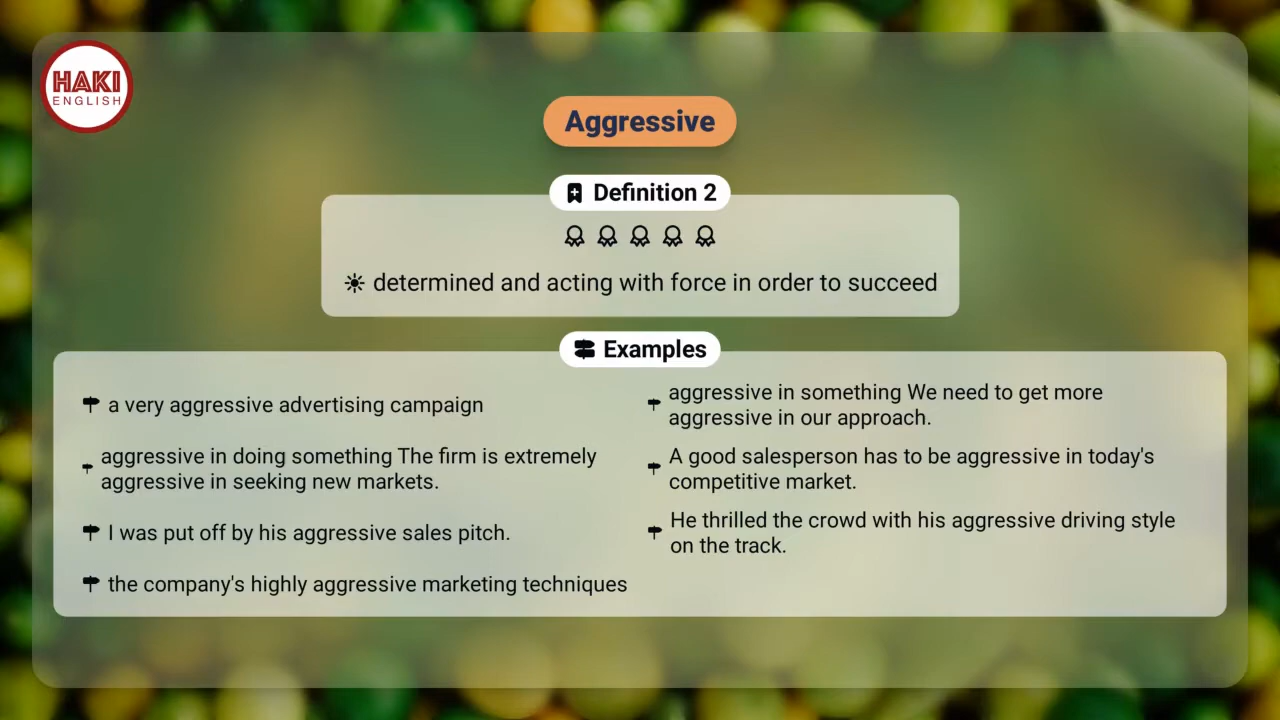 HAKI
ENGLISH
Aggressive
Definition 2
determined and acting with force in order to succeed
Examples
a very aggressive advertising campaign
aggressive in doing something The firm is extremely
aggressive in seeking new markets.
I was put off by his aggressive sales pitch.
the company's highly aggressive marketing techniques
aggressive in something We need to get more
aggressive in our approach.
A good salesperson has to be aggressive in today's
competitive market.
He thrilled the crowd with his aggressive driving style
on the track.